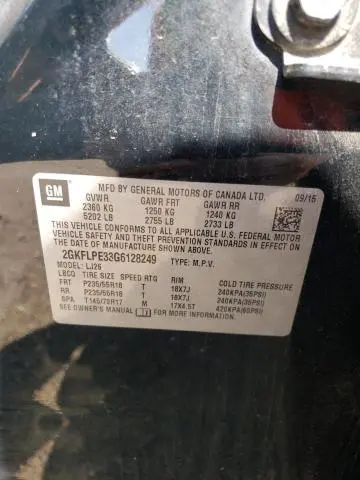 GM
MFD BY GENERAL MOTORS OF CANADA LTD. 09/15
GVWR GAWR FRT GAWR RR
2360 KG 1250 KG 1240 KG
5202 LB 2755 LB 2733 LB
THIS VEHICLE CONFORMS TO ALL APPLICABLE U.S. FEDERAL MOTOR
VEHICLE SAFETY, BUMPER, AND THEFT PREVENTION STANDARDS IN EFFECT ON
THE DATE OF MANUFACTURE SHOWN ABOVE.
2GKFLPE33G6128249 TYPE: M.P.V.
MODEL: LJ26
LBCQ TIRE SIZE SPEED RTG RIM COLD TIRE PRESSURE
FRT P235/55R18 T 18X7J 240KPA(35PSI)
RR P235/55R18 T 18X7J 240KPA(35PSI)
SPA T145/70R17 M 17X4.5T 420KPA(60PSI)
SEE OWNER'S MANUAL FOR MORE INFORMATION.